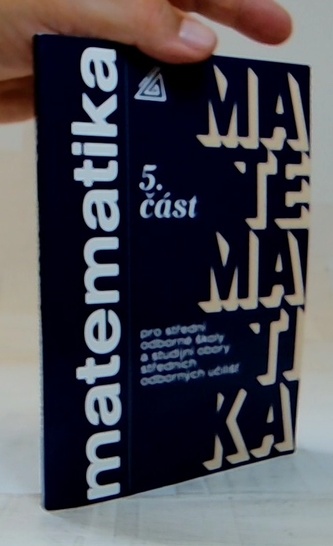 matematika
5.
část
MA
TE
MA
TI
KA
pro střední
odborné školy
a studijní obory
středních
odborných učilišť